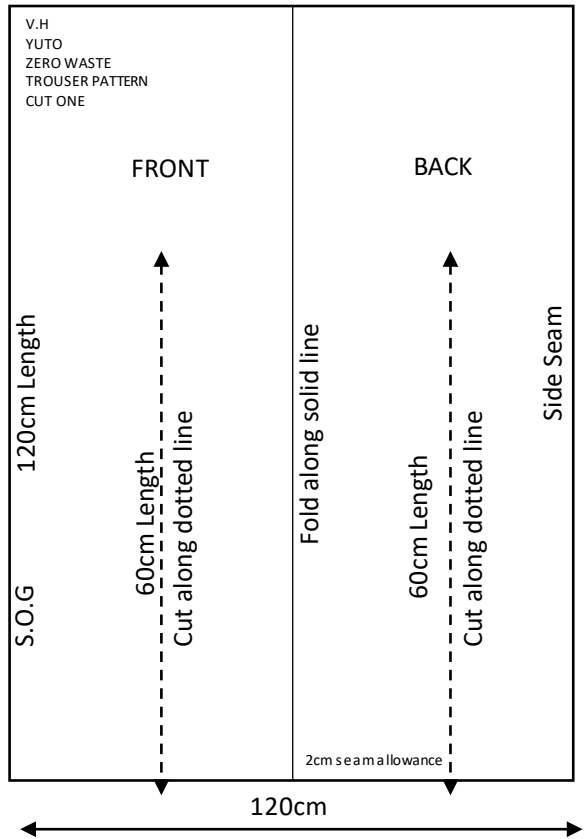 V.H
YUTO
ZERO WASTE
TROUSER PATTERN
CUT ONE
FRONT
BACK
120cm Length
S.O.G
60cm Length
Cut along dotted line
Fold along solid line
60cm Length
Cut along dotted line
Side Seam
2cm seam allowance
120cm